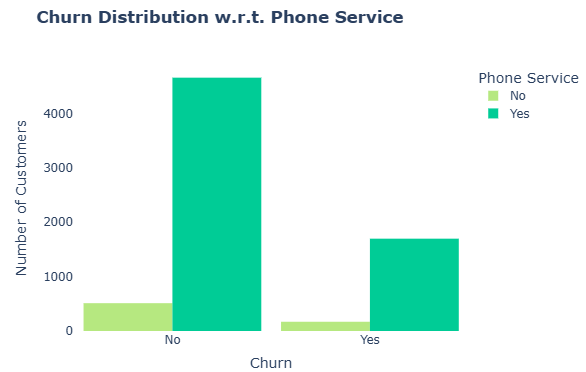 Churn Distribution w.r.t. Phone Service
Phone Service
No
Yes
Number of Customers
4000
3000
2000
1000
0
No
Yes
Churn